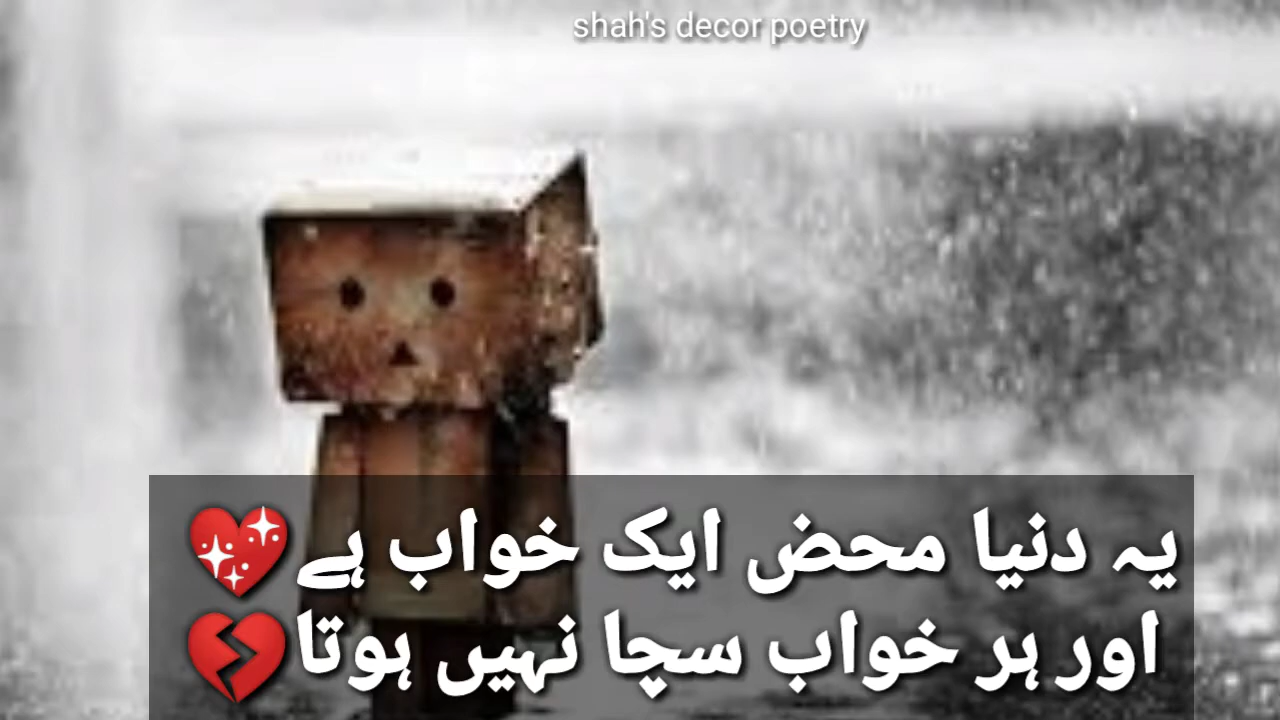 shah's decor poetry
یہ دنیا محض ایک خواب ہے💖
اور ہر خواب سچا نہیں ہوتا💔